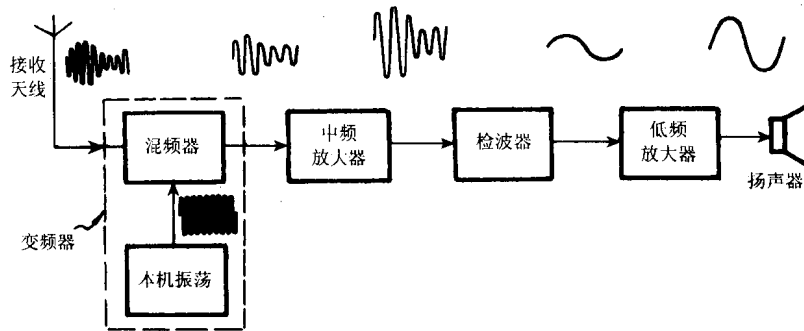 接收
天线
混频器
中频
放大器
检波器
低频
放大器
扬声器
变频器
本机振荡